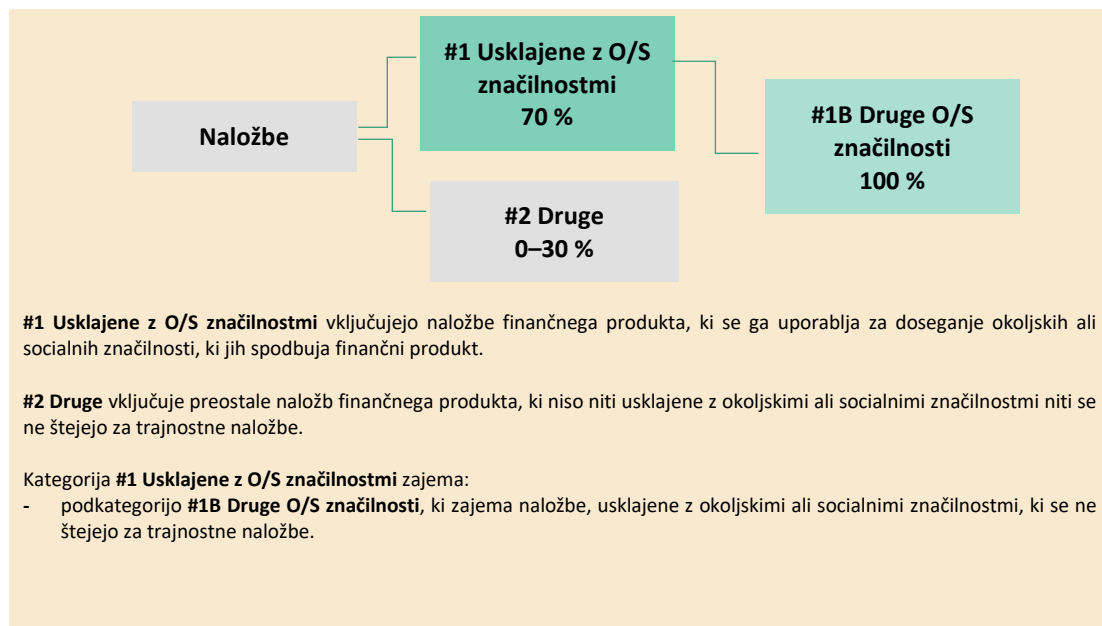 #1 Usklajene z O/S
značilnostmi
70 %
Naložbe
#1B Druge O/S
značilnosti
100 %
#2 Druge
0–30 %
#1 Usklajene z O/S značilnostmi vključujejo naložbe finančnega produkta, ki se ga uporablja za doseganje okoljskih ali
socialnih značilnosti, ki jih spodbuja finančni produkt.
#2 Druge vključuje preostale naložb finančnega produkta, ki niso niti usklajene z okoljskimi ali socialnimi značilnostmi niti se
ne štejejo za trajnostne naložbe.
Kategorija #1 Usklajene z O/S značilnostmi zajema:
- podkategorijo #1B Druge O/S značilnosti, ki zajema naložbe, usklajene z okoljskimi ali socialnimi značilnostmi, ki se ne
štejejo za trajnostne naložbe.